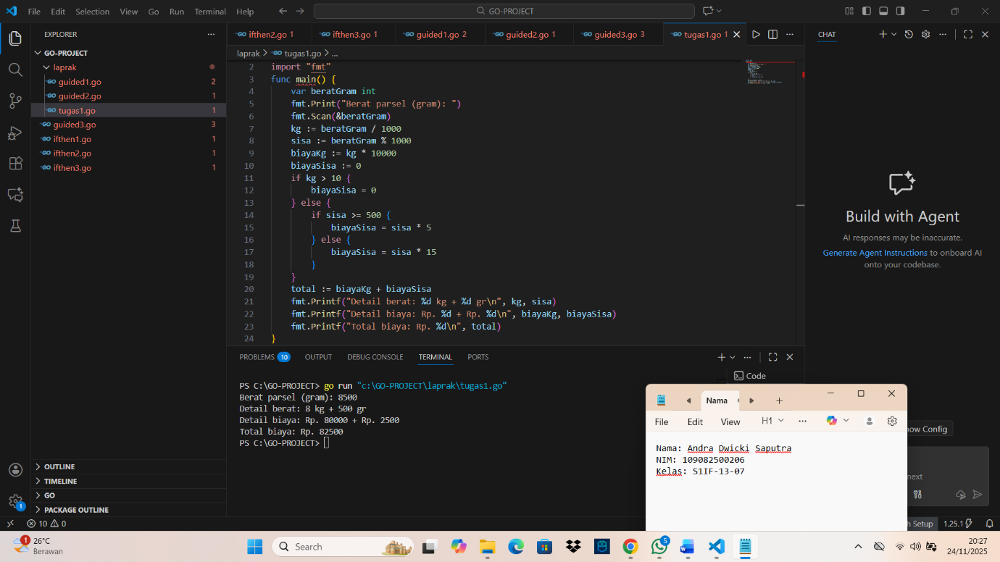 File Edit Selection View Go Run Terminal Help
GO-PROJECT
EXPLORER
GO-PROJECT
laprak
guided1.go 2
guided2.go 1
tugas1.go 1
guided3.go 3
ifthen1.go 1
ifthen2.go 1
ifthen3.go 1
OUTLINE
TIMELINE
GO
PACKAGE OUTLINE
ifthen2.go 1 ifthen3.go 1 guided1.go 2 guided2.go 1 guided3.go 3 tugas1.go 1
laprak > tugas1.go > ...
2 import "fmt"
3 func main() {
4 var beratGram int
5 fmt.Print("Berat parsel (gram): ")
6 fmt.Scan(&beratGram)
7 kg := beratGram / 1000
8 sisa := beratGram % 1000
9 biayaKg := kg * 10000
10 biayaSisa := 0
11 if kg > 10 {
12 biayaSisa = 0
13 } else {
14 if sisa >= 500 {
15 biayaSisa = sisa * 5
16 } else {
17 biayaSisa = sisa * 15
18 }
19 }
20 total := biayaKg + biayaSisa
21 fmt.Printf("Detail berat: %d kg + %d gr\n", kg, sisa)
22 fmt.Printf("Detail biaya: Rp. %d + Rp. %d\n", biayaKg, biayaSisa)
23 fmt.Printf("Total biaya: Rp. %d\n", total)
24 }
PROBLEMS 10 OUTPUT DEBUG CONSOLE TERMINAL PORTS
PS C:\GO-PROJECT> go run "c:\GO-PROJECT\laprak\tugas1.go"
Berat parsel (gram): 8500
Detail berat: 8 kg + 500 gr
Detail biaya: Rp. 80000 + Rp. 2500
Total biaya: Rp. 82500
PS C:\GO-PROJECT>
Code
CHAT
Build with Agent
AI responses may be inaccurate.
Generate Agent Instructions to onboard AI
onto your codebase.
how Config
next
Nama
File Edit View H1
Nama: Andra Dwicki Saputra
NIM: 109082500206
Kelas: S1IF-13-07
1
10 0
h Setup 1.25.1
1
26°C
Berawan
Search
5
20:27
24/11/2025